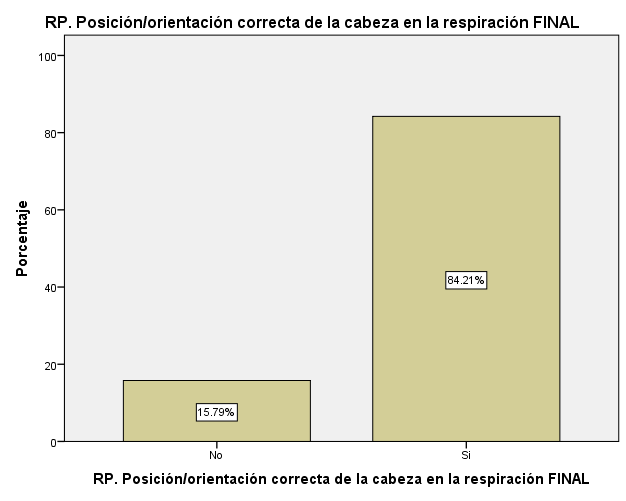 RP. Posición/orientación correcta de la cabeza en la respiración FINAL
100
80
60
40
20
0
Porcentaje
15.79%
84.21%
No
Si
RP. Posición/orientación correcta de la cabeza en la respiración FINAL